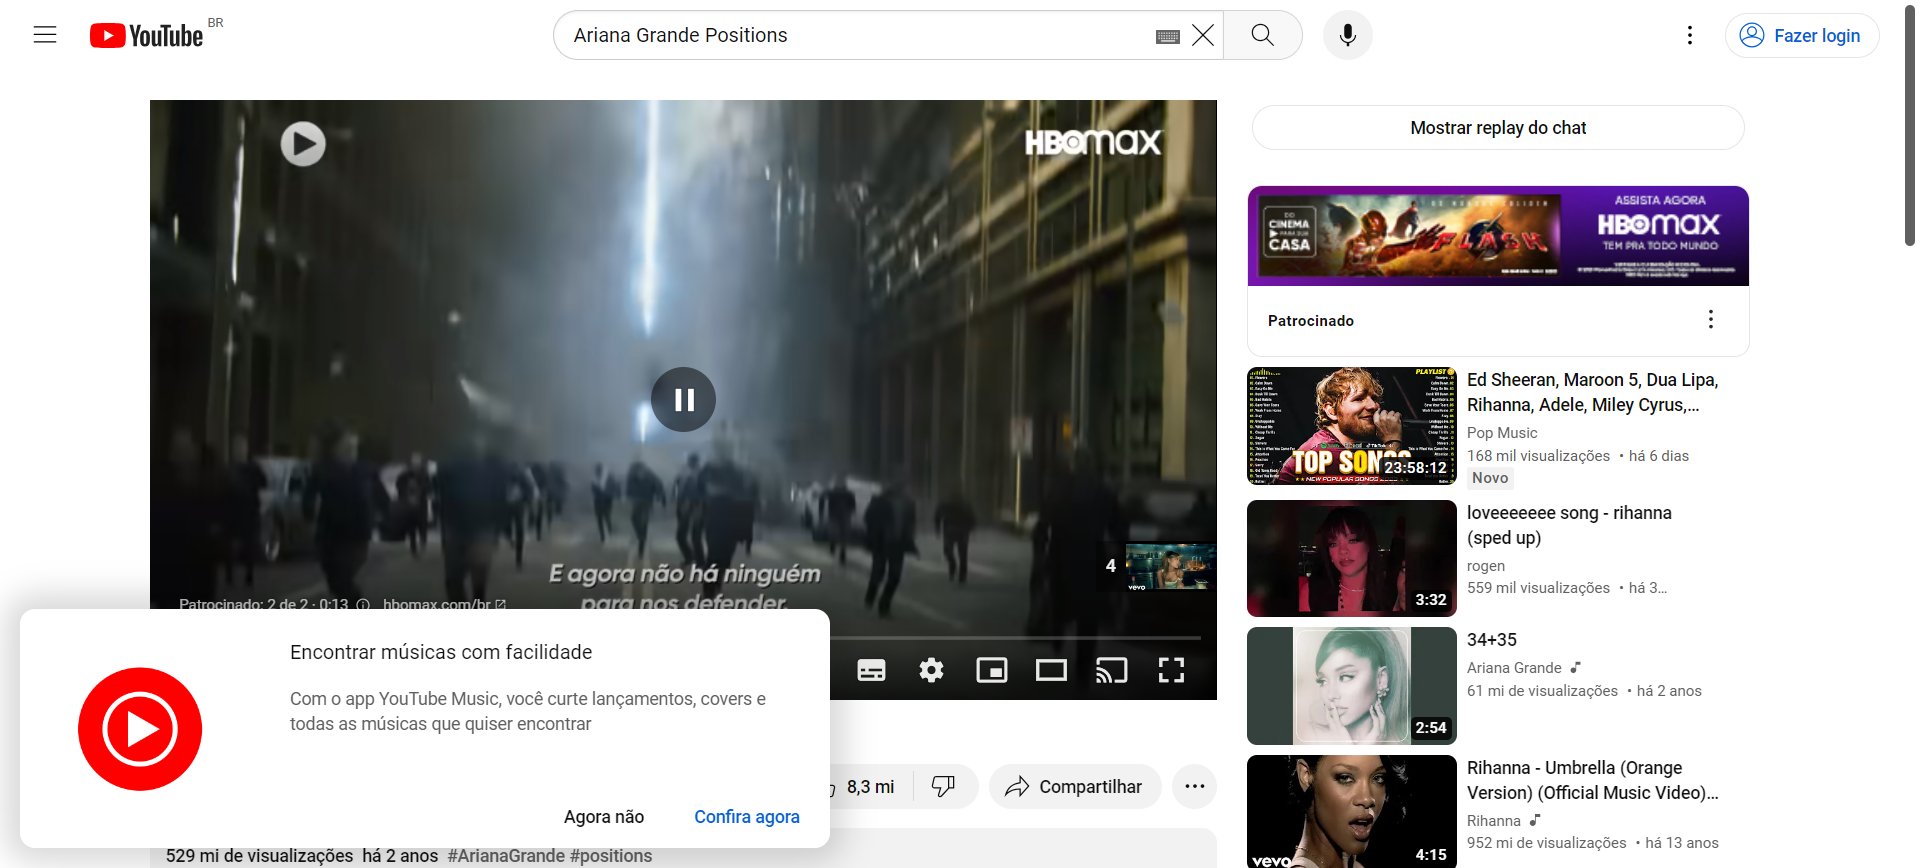 YouTube BR
Ariana Grande Positions
Fazer login
HBOMAX
E agora não há ninguém
para nos defender.
4
vevo
Patrocinado: 2 de 2 · 0:13 hbomax.com/br
Encontrar músicas com facilidade
Com o app YouTube Music, você curte lançamentos, covers e
todas as músicas que quiser encontrar
Agora não
Confira agora
8,3 mi
Compartilhar
529 mi de visualizações há 2 anos #ArianaGrande #positions
Mostrar replay do chat
DO
CINEMA
PARA SUA
CASA
FLASH
ASSISTA AGORA
HBOMAX
TEM PRA TODO MUNDO
Patrocinado
PLAYLIST
TOP SONGS
23:58:12
Ed Sheeran, Maroon 5, Dua Lipa,
Rihanna, Adele, Miley Cyrus,...
Pop Music
168 mil visualizações • há 6 dias
Novo
3:32
loveeeeeee song - rihanna
(sped up)
rogen
559 mil visualizações • há 3...
2:54
34+35
Ariana Grande
61 mi de visualizações • há 2 anos
vevo
4:15
Rihanna - Umbrella (Orange
Version) (Official Music Video)...
Rihanna
952 mi de visualizações • há 13 anos